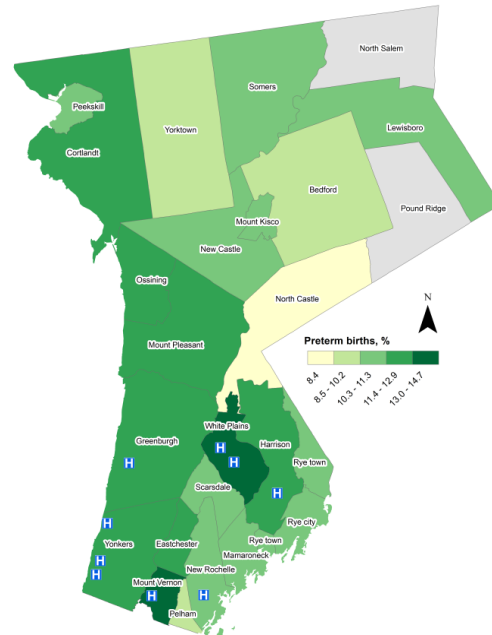 North Salem
Somers
Peekskill
Yorktown
Lewisboro
Cortlandt
Bedford
Pound Ridge
Mount Kisco
New Castle
Ossining
North Castle
N
Mount Pleasant
Preterm births, %
8.4
8.5 - 10.2
10.3 - 11.3
11.4 - 12.9
13.0 - 14.7
White Plains
Greenburgh
Harrison
H
H
H
Rye town
Scarsdale
H
H
Rye city
Yonkers
Eastchester
Rye town
Mamaroneck
H
New Rochelle
H
Mount Vernon
H
H
Pelham